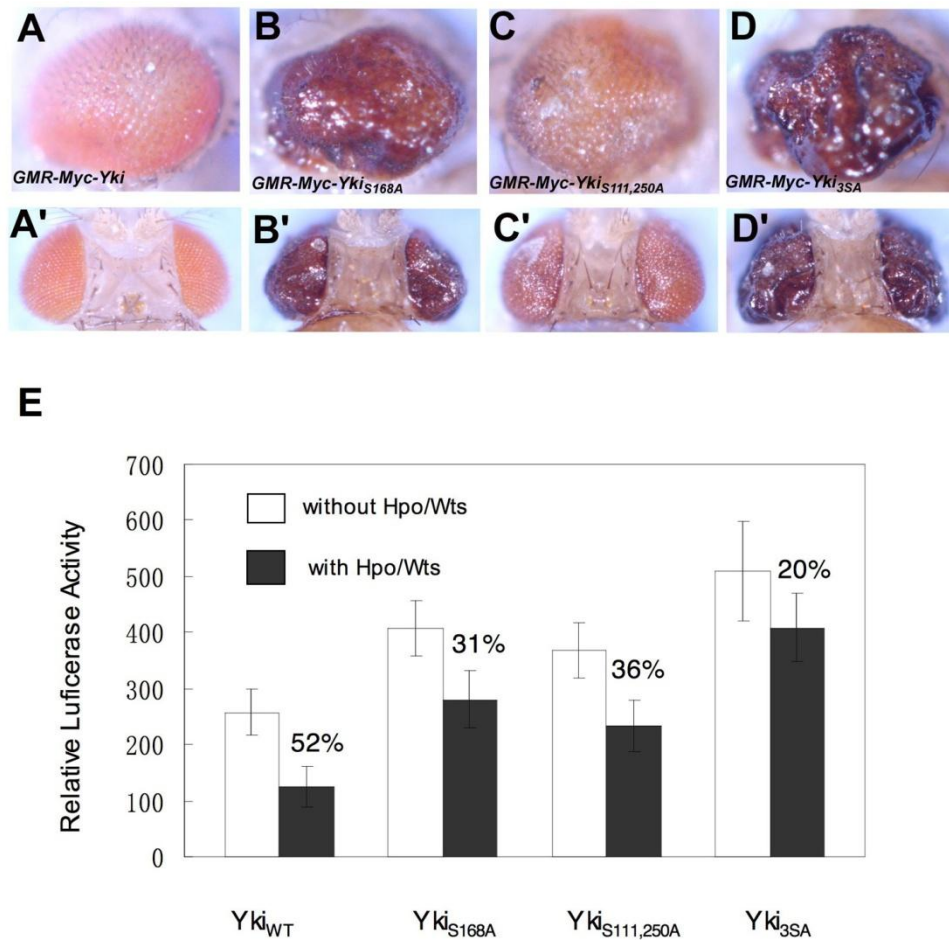 A
B
C
D
GMR-Myc-Yki
GMR-Myc-YkiS168A
GMR-Myc-YkiS111,250A
GMR-Myc-Yki3SA
A'
B'
C'
D'
E
Relative Luficerase Activity
700
600
500
400
300
200
100
0
without Hpo/Wts
with Hpo/Wts
52%
31%
36%
20%
YkiWT
YkiS168A
YkiS111,250A
Yki3SA